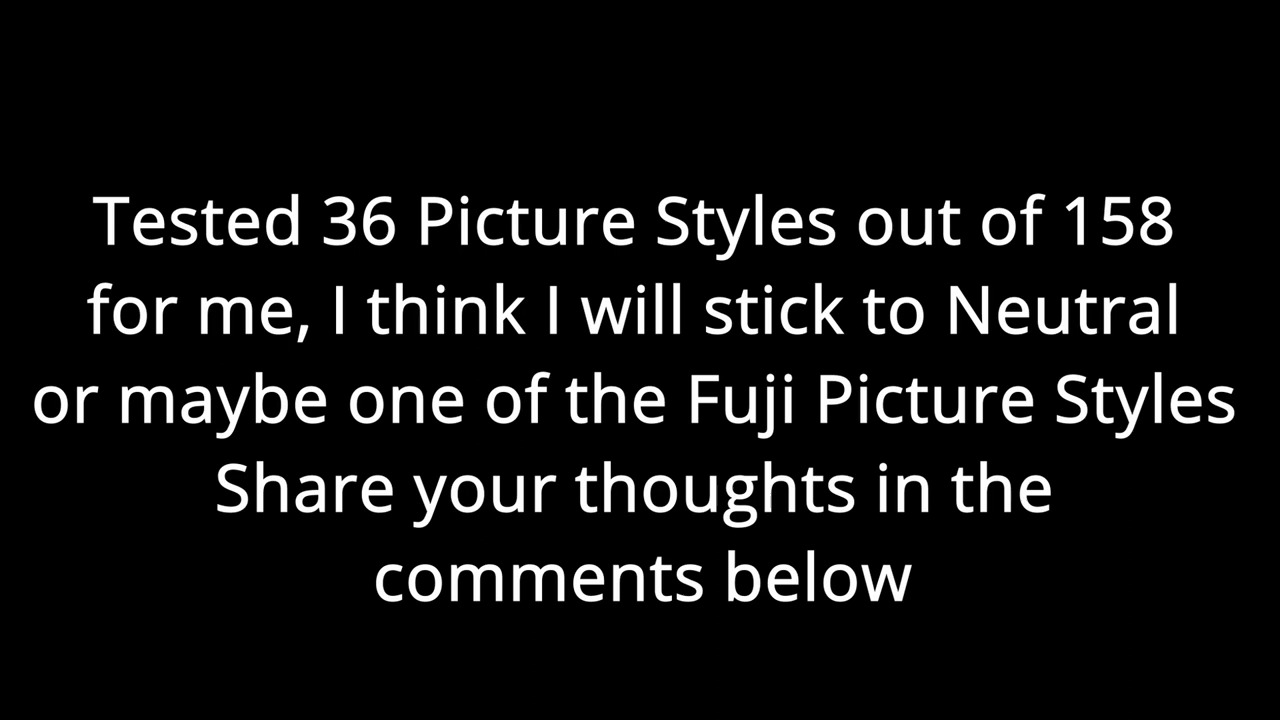 Tested 36 Picture Styles out of 158
for me, I think I will stick to Neutral
or maybe one of the Fuji Picture Styles
Share your thoughts in the
comments below